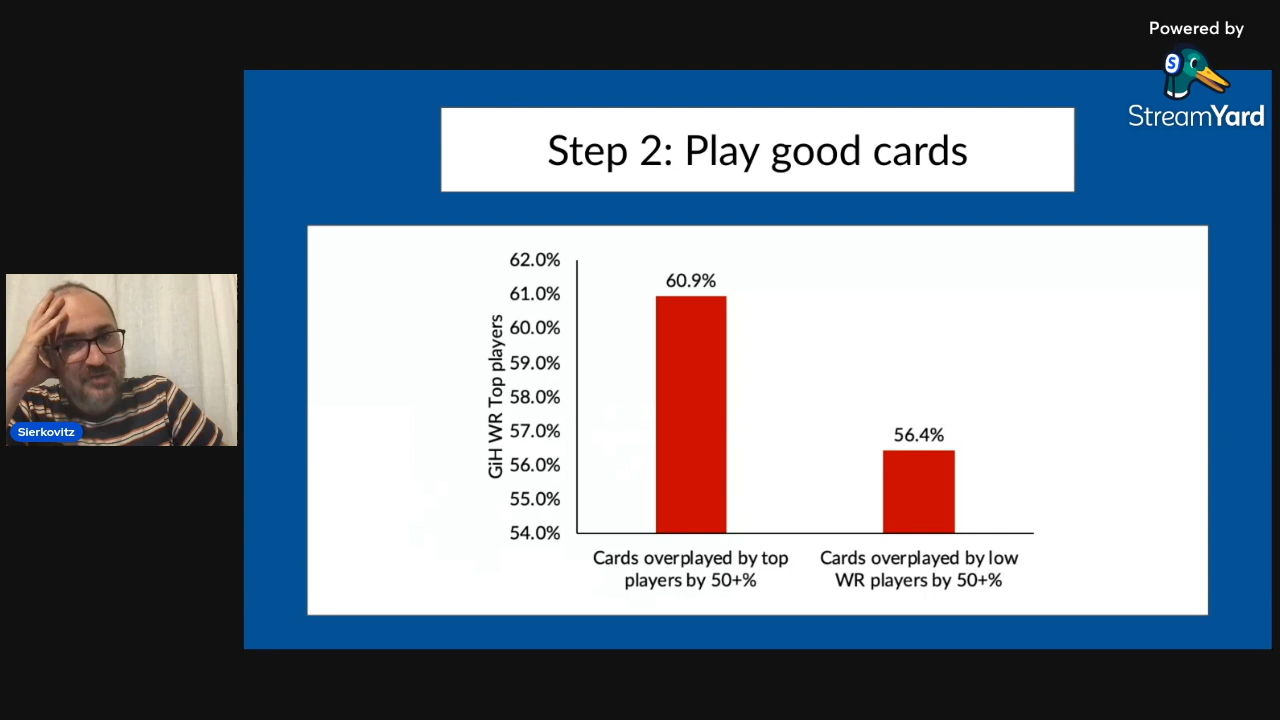 Powered by
S
StreamYard
Step 2: Play good cards
62.0%
61.0%
60.0%
59.0%
58.0%
57.0%
56.0%
55.0%
54.0%
GiH WR Top players
60.9%
56.4%
Cards overplayed by top
players by 50+%
Cards overplayed by low
WR players by 50+%
Sierkovitz